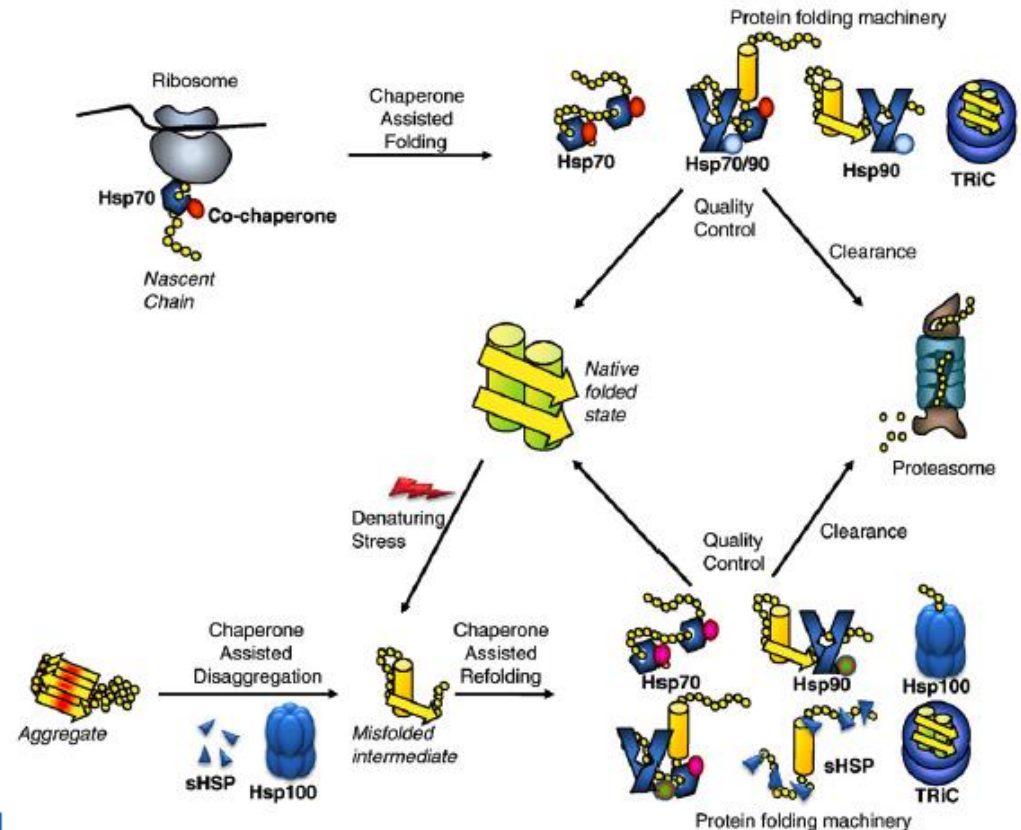 Protein folding machinery
Ribosome
Chaperone
Assisted
Folding
Hsp70
Co-chaperone
Nascent
Chain
Hsp70
Hsp70/90
Hsp90
TRiC
Quality
Control
Clearance
Native
folded
state
Proteasome
Denaturing
Stress
Quality
Control
Clearance
Chaperone
Assisted
Disaggregation
Chaperone
Assisted
Refolding
Aggregate
sHSP
Hsp100
Misfolded
intermediate
Hsp70
Hsp90
Hsp100
sHSP
TRiC
Protein folding machinery